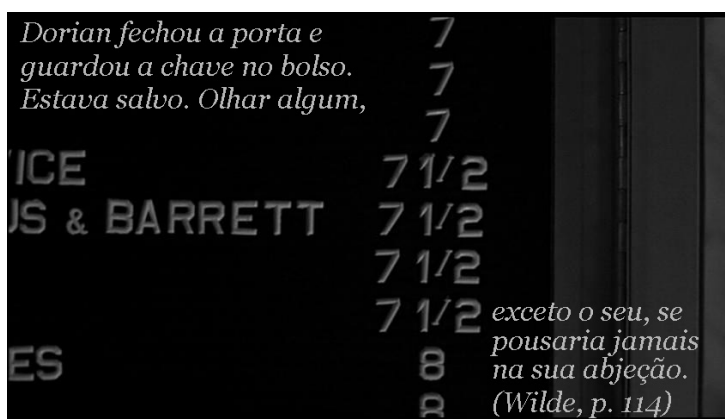 Dorian fechou a porta e
guardou a chave no bolso.
Estava salvo. Olhar algum,
7
7
7
ICE 7 1/2
US & BARRETT 7 1/2
7 1/2
7 1/2
ES 8
8
exceto o seu, se
pousaria jamais
na sua abjeção.
(Wilde, p. 114)